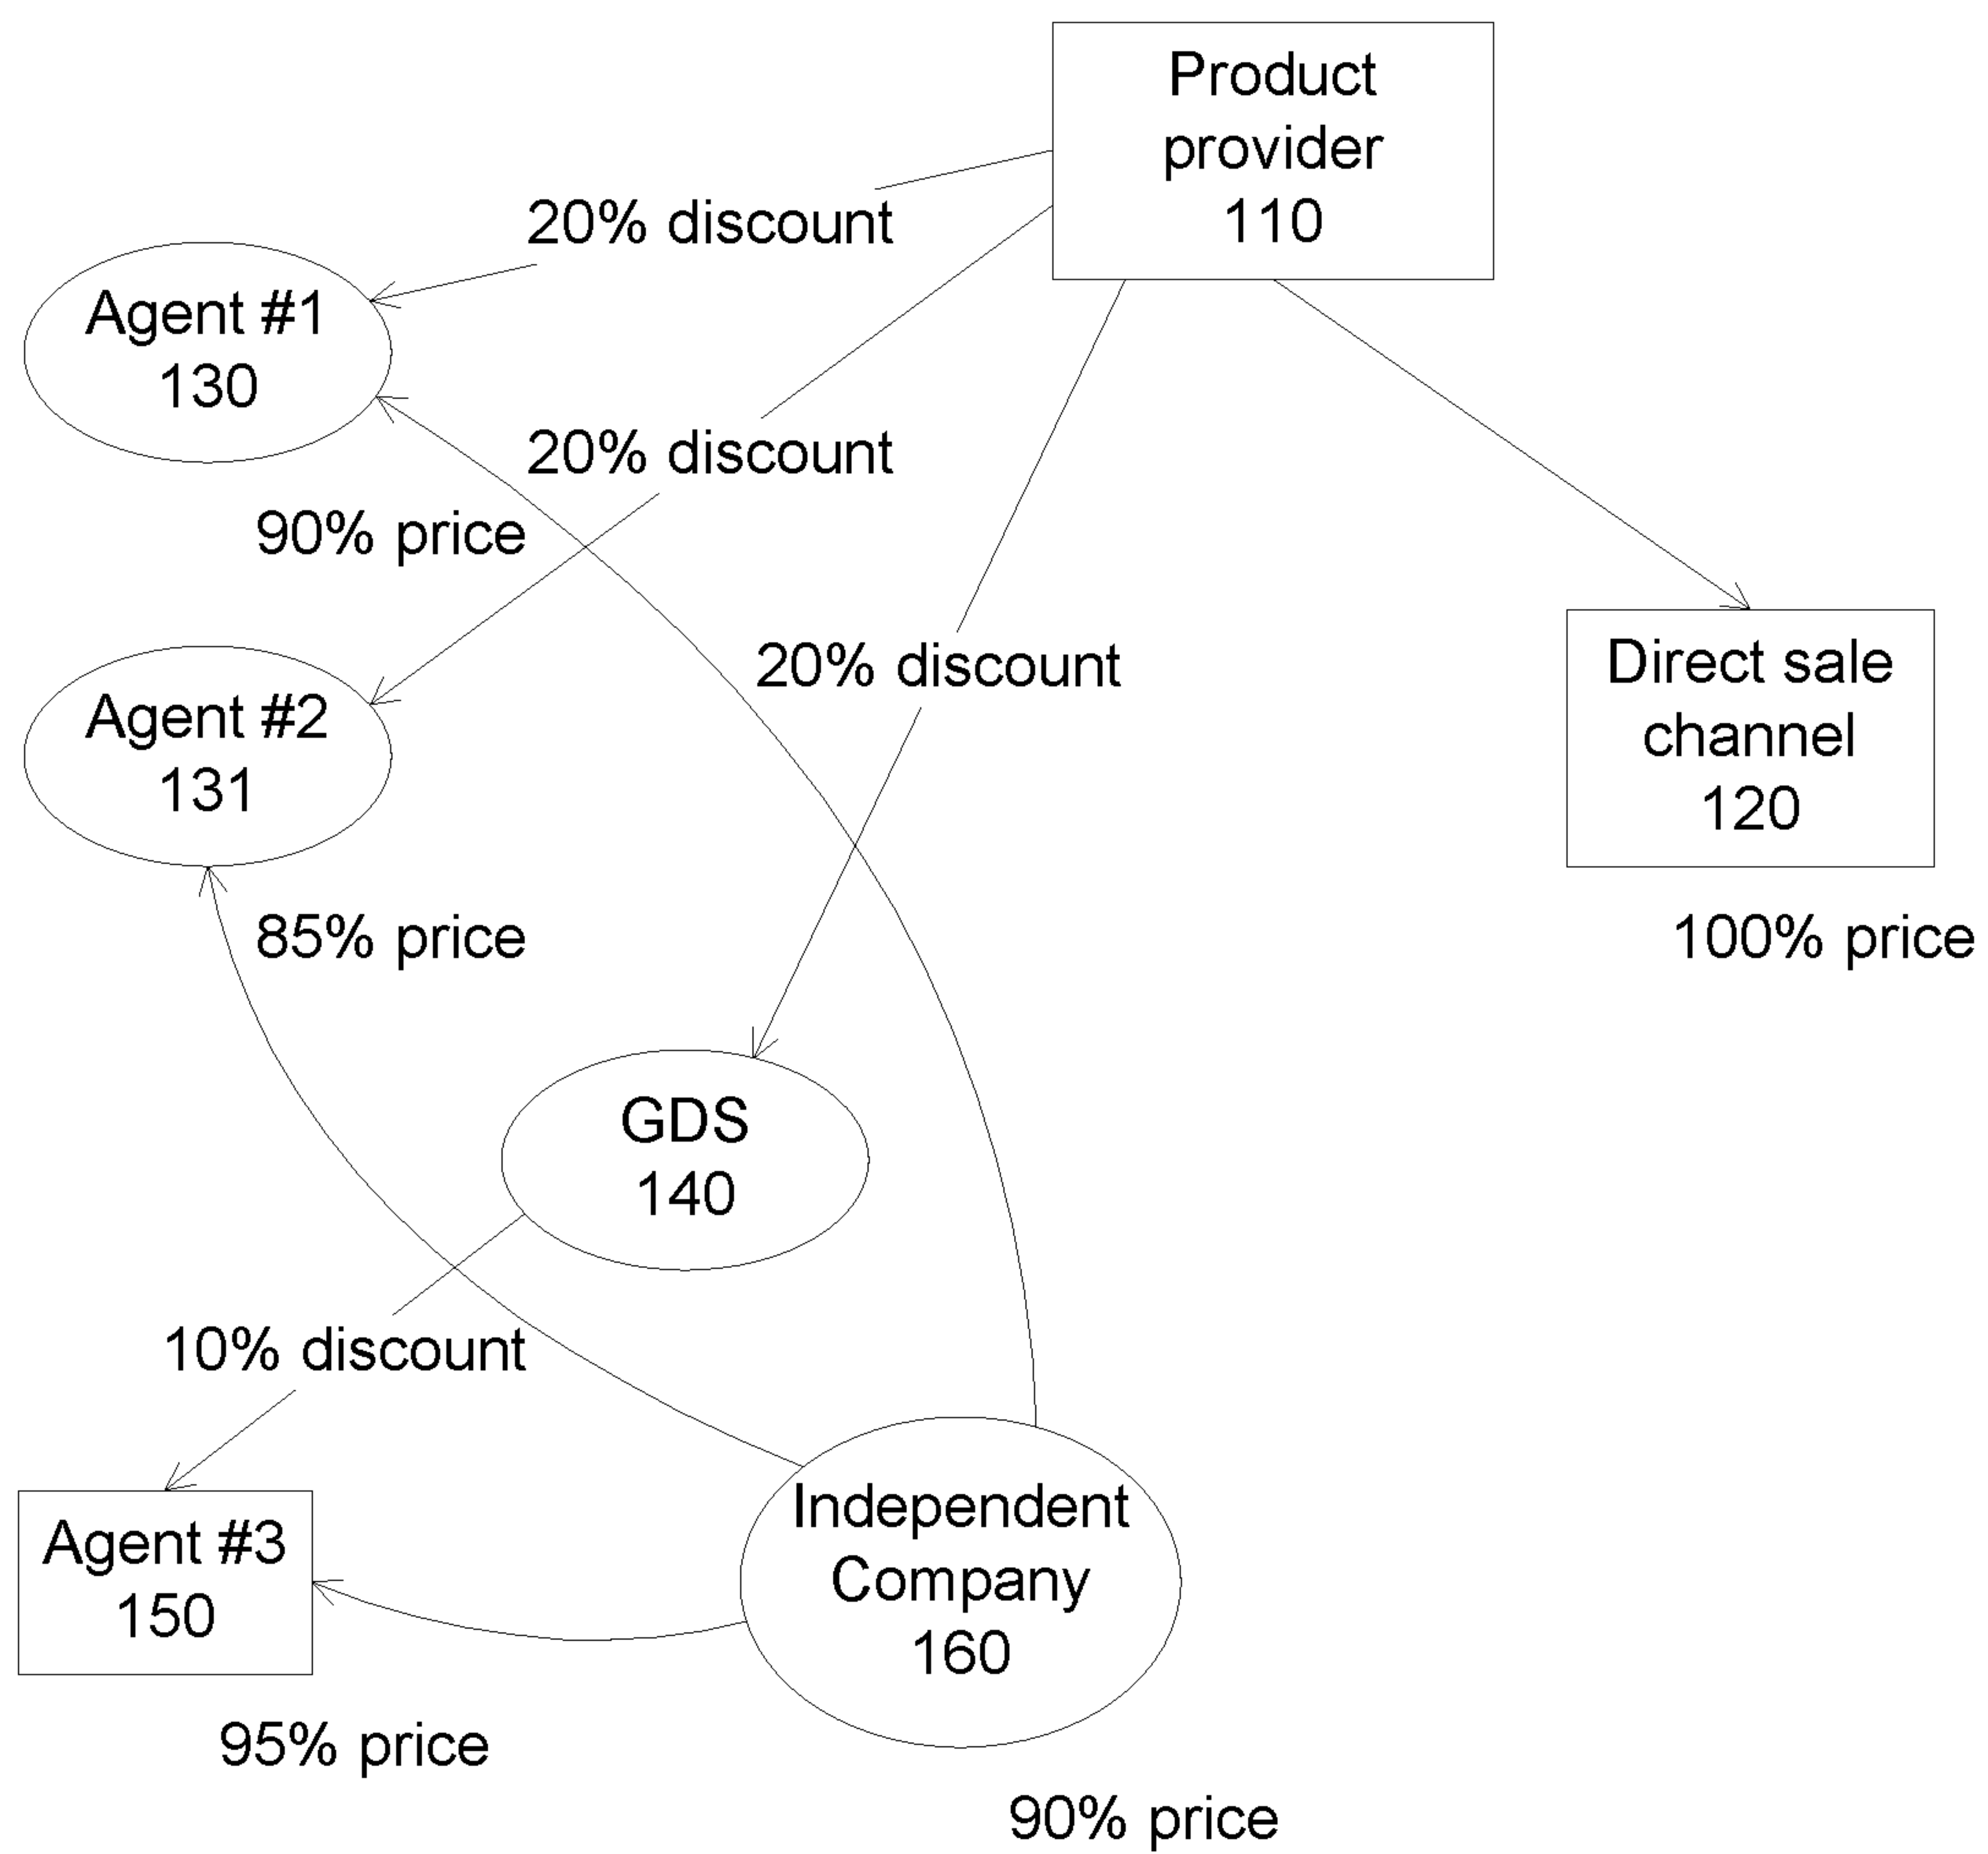 Product
provider
110
20% discount
Agent #1
130
20% discount
90% price
20% discount
Direct sale
channel
120
Agent #2
131
85% price
100% price
GDS
140
10% discount
Independent
Company
160
Agent #3
150
95% price
90% price